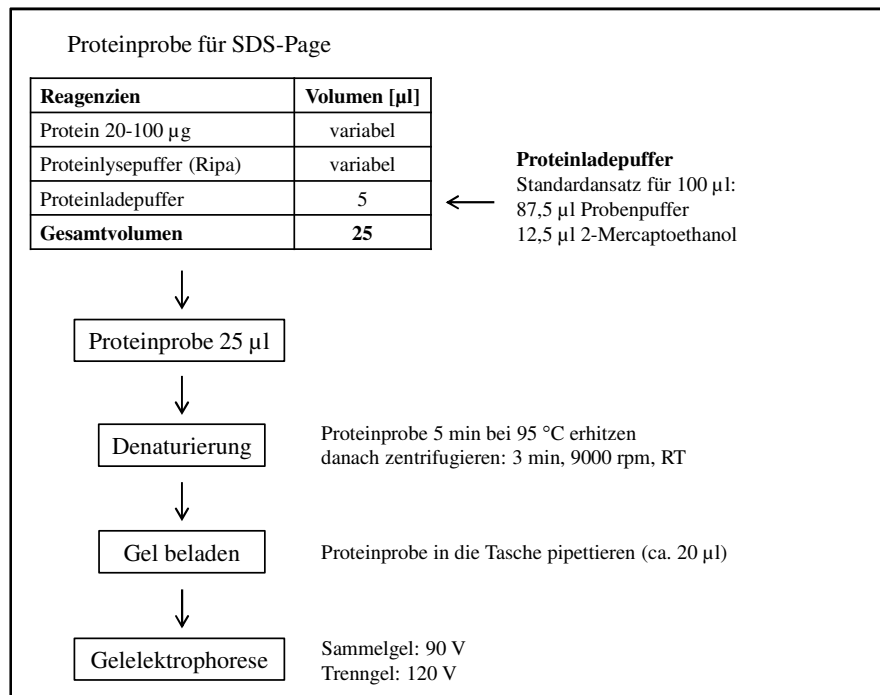 Proteinprobe für SDS-Page
Reagenzien Volumen [µl]
Protein 20-100 µg variabel
Proteinlysepuffer (Ripa) variabel
Proteinladepuffer 5
Gesamtvolumen 25
Proteinladepuffer
Standardansatz für 100 µl:
87,5 µl Probenpuffer
12,5 µl 2-Mercaptoethanol
Proteinprobe 25 µl
Denaturierung
Proteinprobe 5 min bei 95 °C erhitzen
danach zentrifugieren: 3 min, 9000 rpm, RT
Gel beladen
Proteinprobe in die Tasche pipettieren (ca. 20 µl)
Gelelektrophorese
Sammelgel: 90 V
Trenngel: 120 V